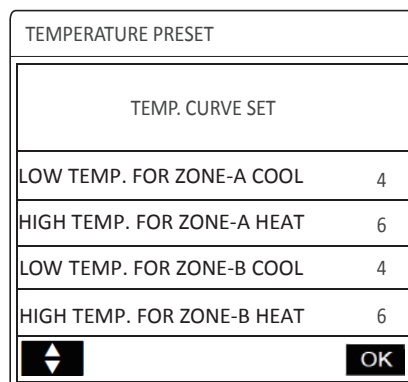 TEMPERATURE PRESET
TEMP. CURVE SET
LOW TEMP. FOR ZONE-A COOL 4
HIGH TEMP. FOR ZONE-A HEAT 6
LOW TEMP. FOR ZONE-B COOL 4
HIGH TEMP. FOR ZONE-B HEAT 6
OK